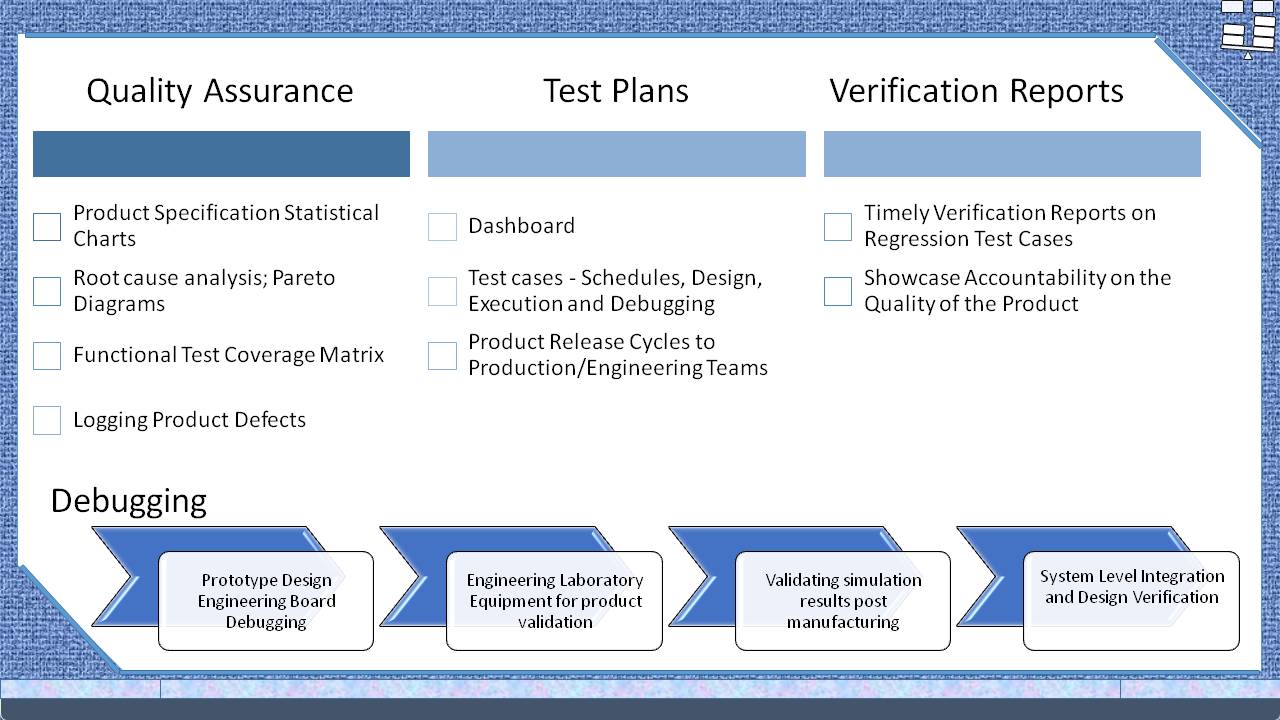 Quality Assurance
Test Plans
Verification Reports
Product Specification Statistical
Charts
Root cause analysis; Pareto
Diagrams
Functional Test Coverage Matrix
Logging Product Defects
Dashboard
Test cases - Schedules, Design,
Execution and Debugging
Product Release Cycles to
Production/Engineering Teams
Timely Verification Reports on
Regression Test Cases
Showcase Accountability on the
Quality of the Product
Debugging
Prototype Design
Engineering Board
Debugging
Engineering Laboratory
Equipment for product
validation
Validating simulation
results post
manufacturing
System Level Integration
and Design Verification